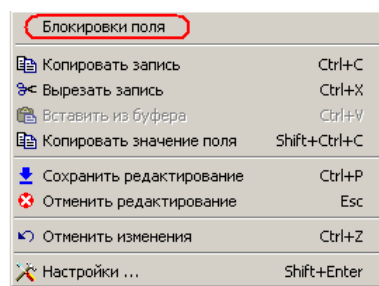 Блокировки поля
Копировать запись Ctrl+C
Вырезать запись Ctrl+X
Вставить из буфера Ctrl+V
Копировать значение поля Shift+Ctrl+C
Сохранить редактирование Ctrl+P
Отменить редактирование Esc
Отменить изменения Ctrl+Z
Настройки ... Shift+Enter